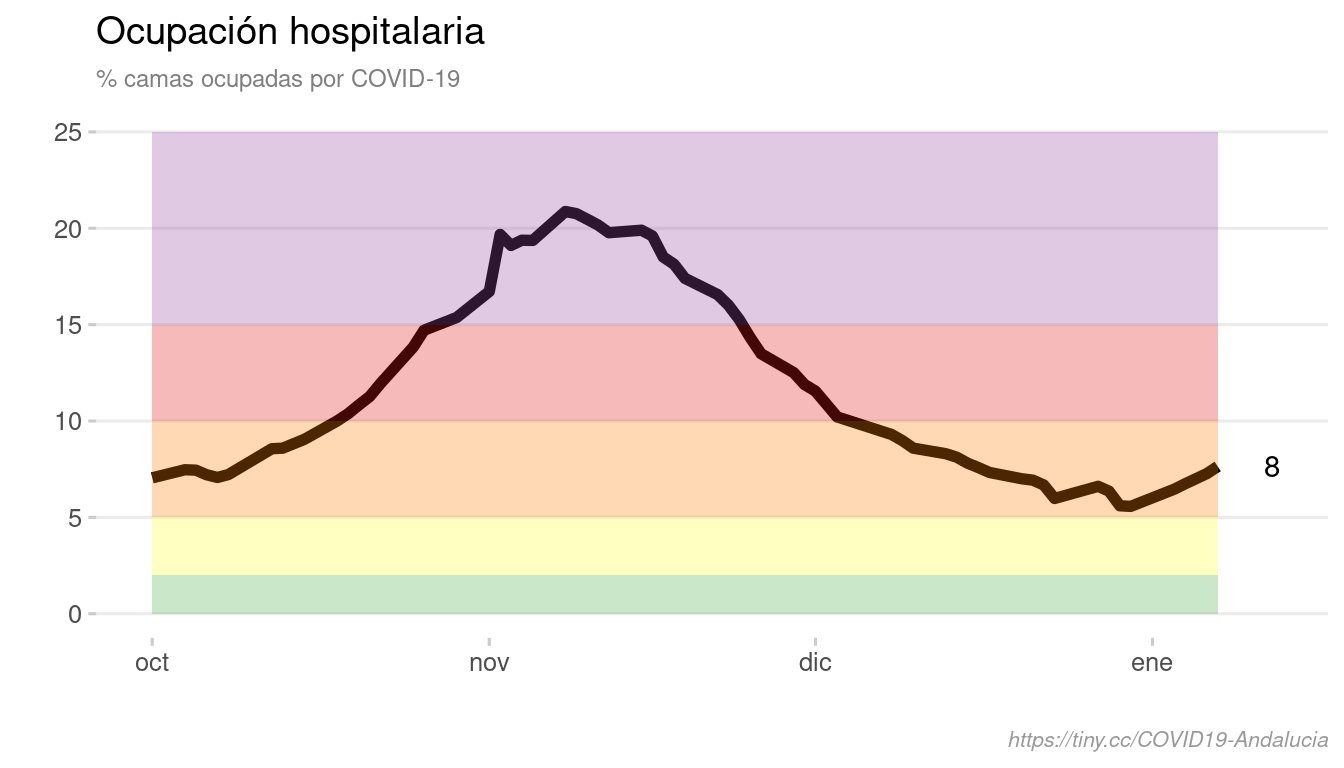 Ocupación hospitalaria
% camas ocupadas por COVID-19
25
20
15
10
5
0
8
oct nov dic ene
https://tiny.cc/COVID19-Andalucia